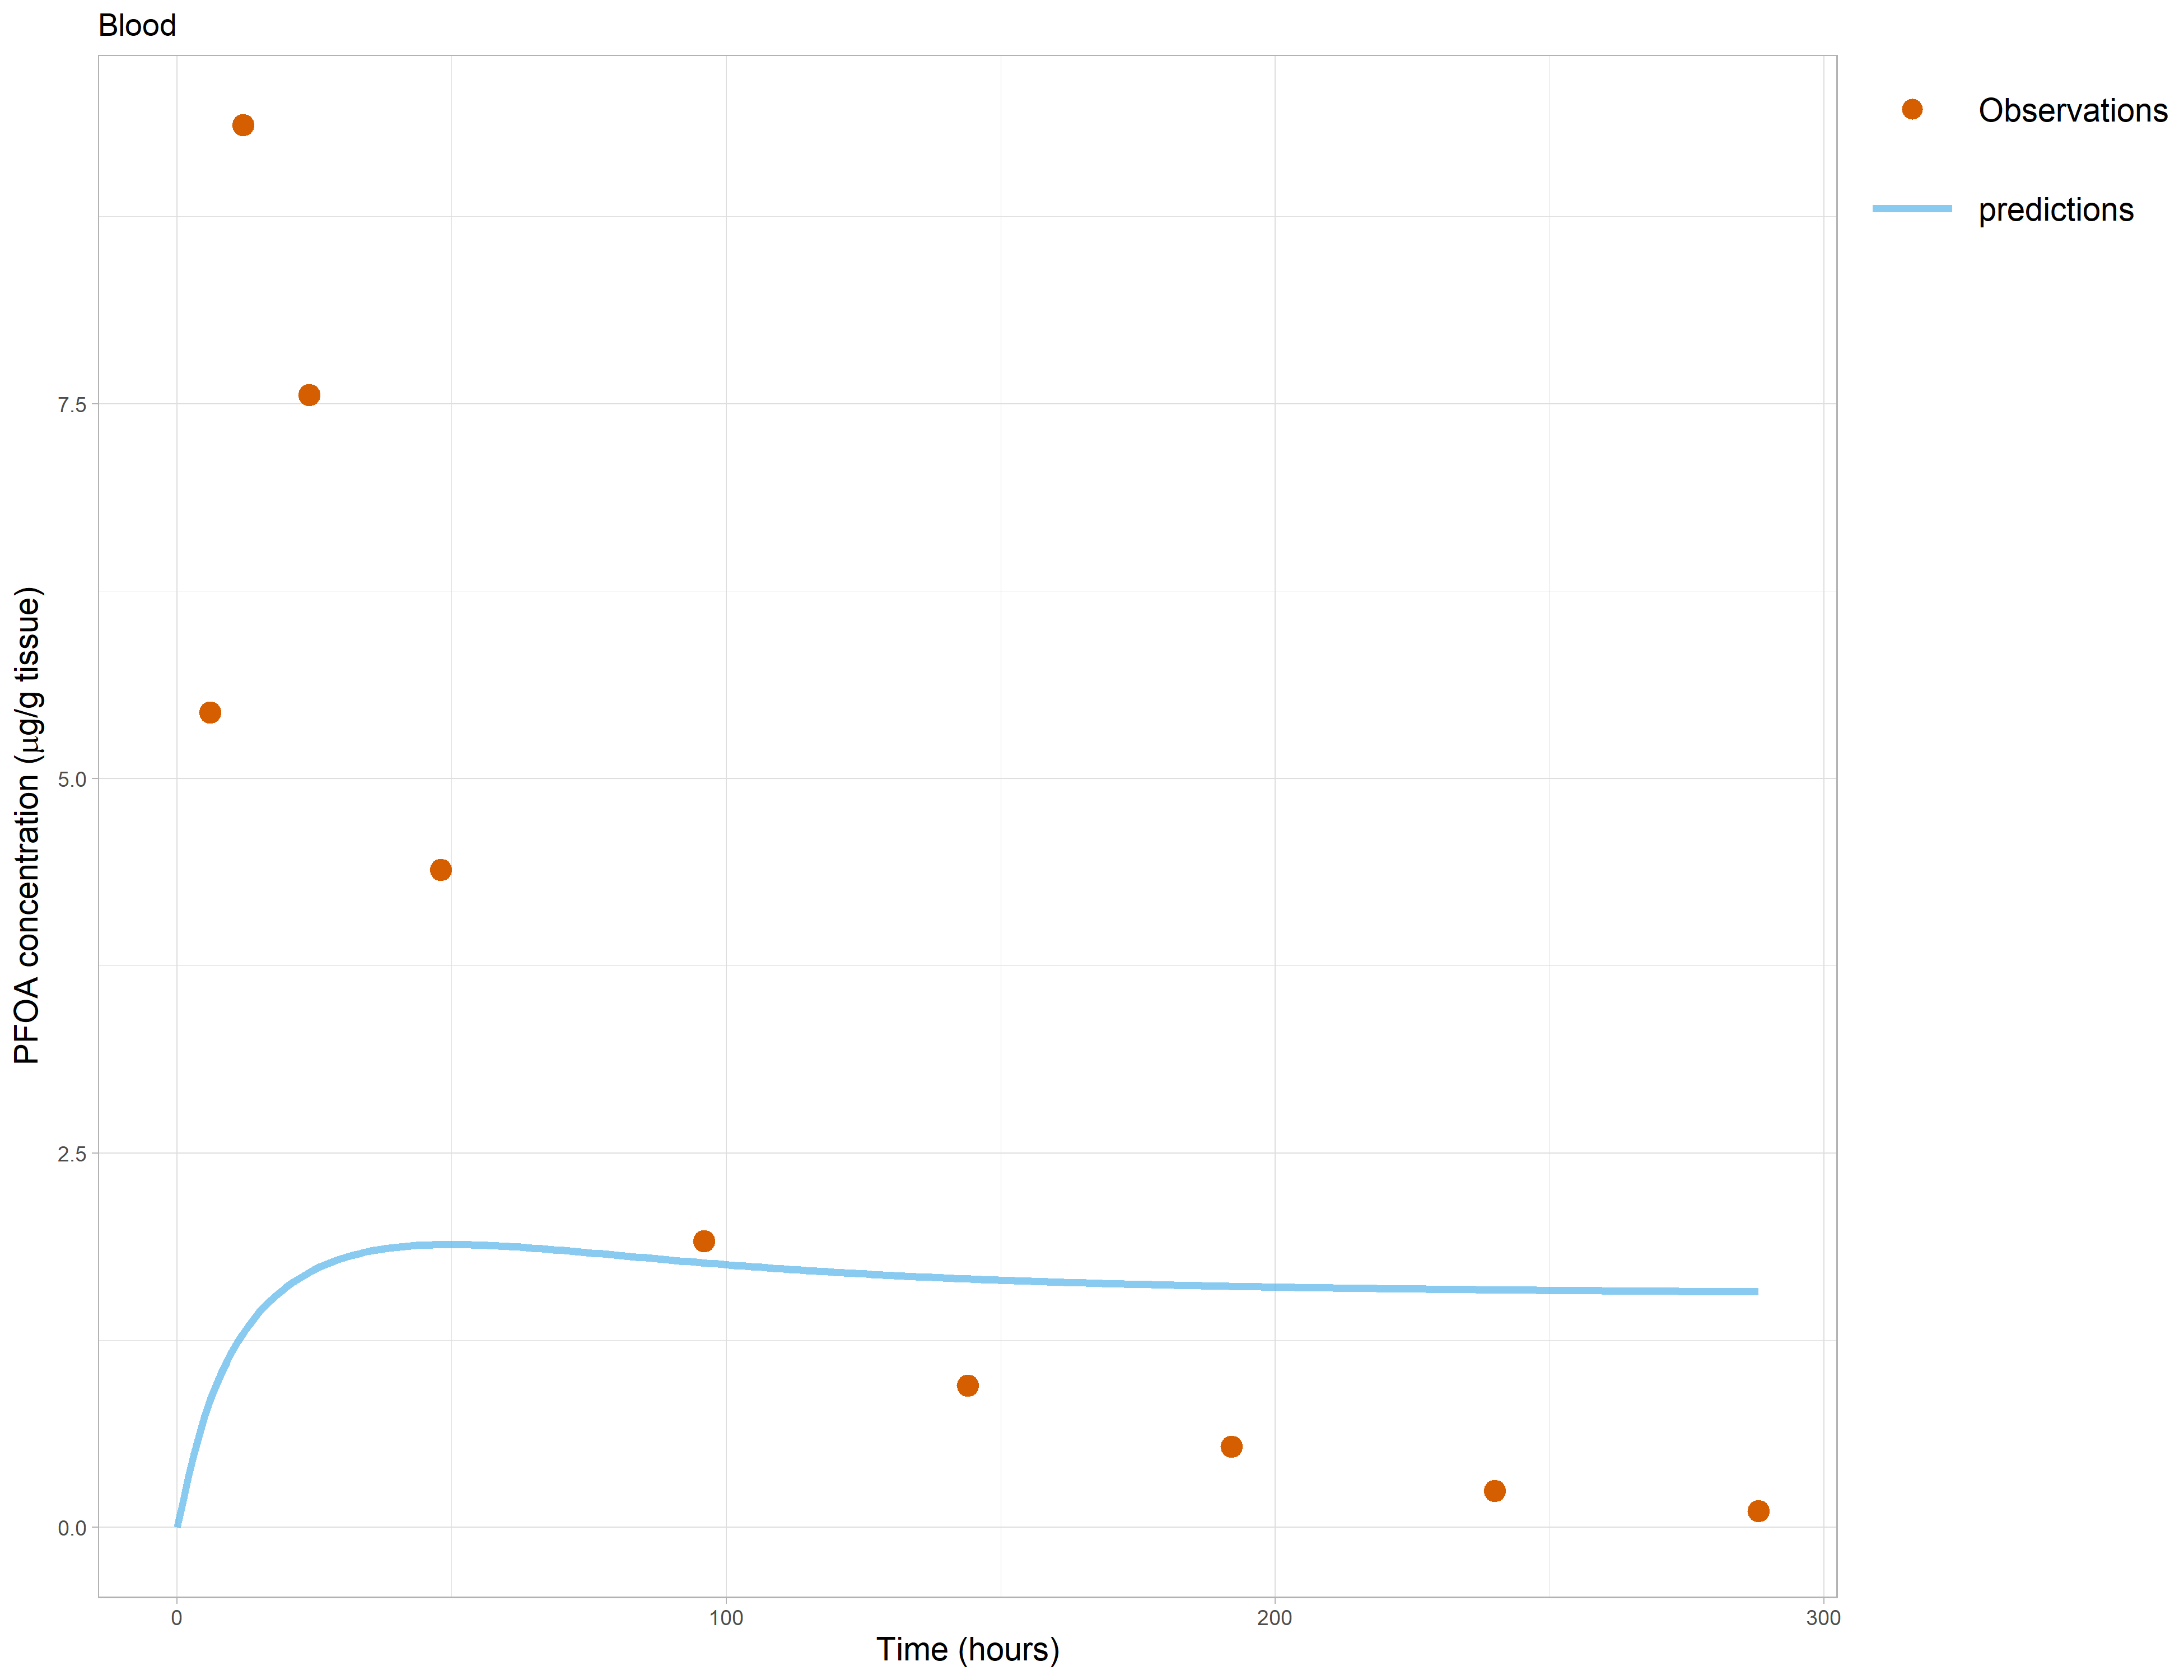 Blood
Observations
predictions
PFOA concentration (μg/g tissue)
7.5
5.0
2.5
0.0
0
100
200
300
Time (hours)